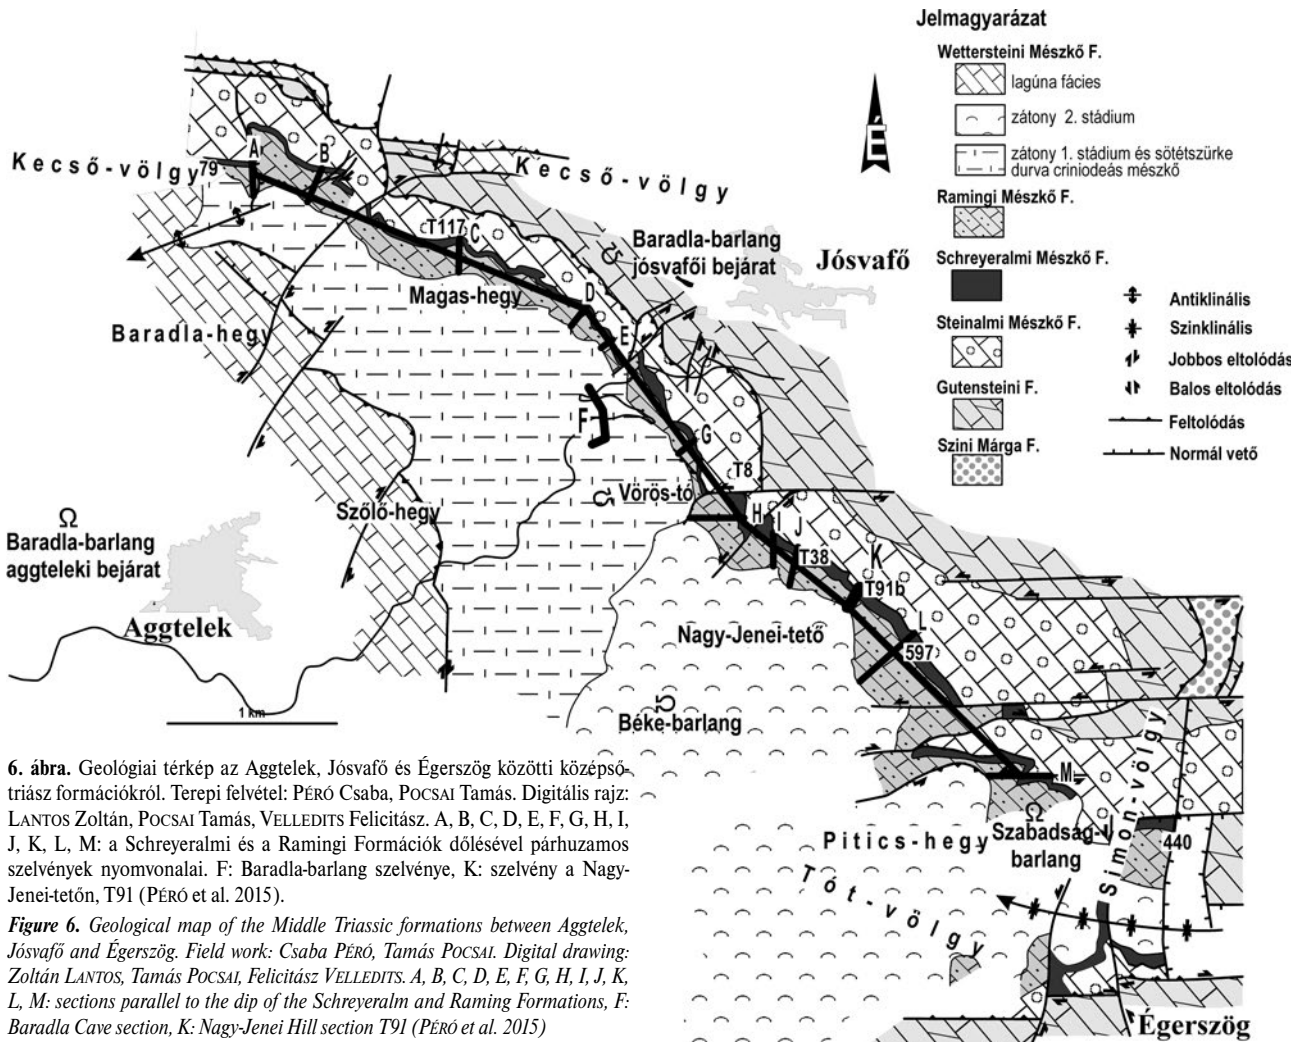 Jelmagyarázat
Wettersteini Mészkő F.
lagúna fácies
zátony 2. stádium
zátony 1. stádium és sötétszürke
durva criniodeás mészkő
Ramingi Mészkő F.
Schreyeralmi Mészkő F.
Steinalmi Mészkő F.
Gutensteini F.
Szini Márga F.
Antiklinális
Szinklinális
Jobbos eltolódás
Balos eltolódás
Feltolódás
Normál vető
É
Kecső-völgy
79
A
B
Kecső-völgy
T117
C
Baradla-barlang
jósvafői bejárat
Jósvafő
Magas-hegy
D
Baradla-hegy
E
F
G
T8
Vörös-tó
Szőlő-hegy
H
I
J
Baradla-barlang
aggteleki bejárat
T38
K
T91b
Aggtelek
Nagy-Jenei-tető
L
597
Béke-barlang
1 km
M
Simon-völgy
Pitics-hegy
Szabadság-
barlang
440
Tót-völgy
Égerszög
6. ábra. Geológiai térkép az Aggtelek, Jósvafő és Égerszög közötti középső-
triász formációkról. Terepi felvétel: PÉRÓ Csaba, POCSAI Tamás. Digitális rajz:
LANTOS Zoltán, POCSAI Tamás, VELLEDITS Felicitász. A, B, C, D, E, F, G, H, I,
J, K, L, M: a Schreyeralmi és a Ramingi Formációk dőlésével párhuzamos
szelvények nyomvonalai. F: Baradla-barlang szelvénye, K: szelvény a Nagy-
Jenei-tetőn, T91 (PÉRÓ et al. 2015).
Figure 6. Geological map of the Middle Triassic formations between Aggtelek,
Jósvafő and Égerszög. Field work: Csaba PÉRÓ, Tamás POCSAI. Digital drawing:
Zoltán LANTOS, Tamás POCSAI, Felicitász VELLEDITS. A, B, C, D, E, F, G, H, I, J, K,
L, M: sections parallel to the dip of the Schreyeralm and Raming Formations, F:
Baradla Cave section, K: Nagy-Jenei Hill section T91 (PÉRÓ et al. 2015)